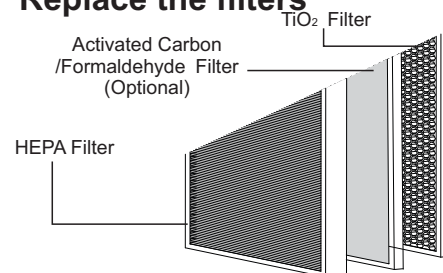 Replace the filters
TiO₂ Filter
Activated Carbon
/Formaldehyde Filter
(Optional)
HEPA Filter